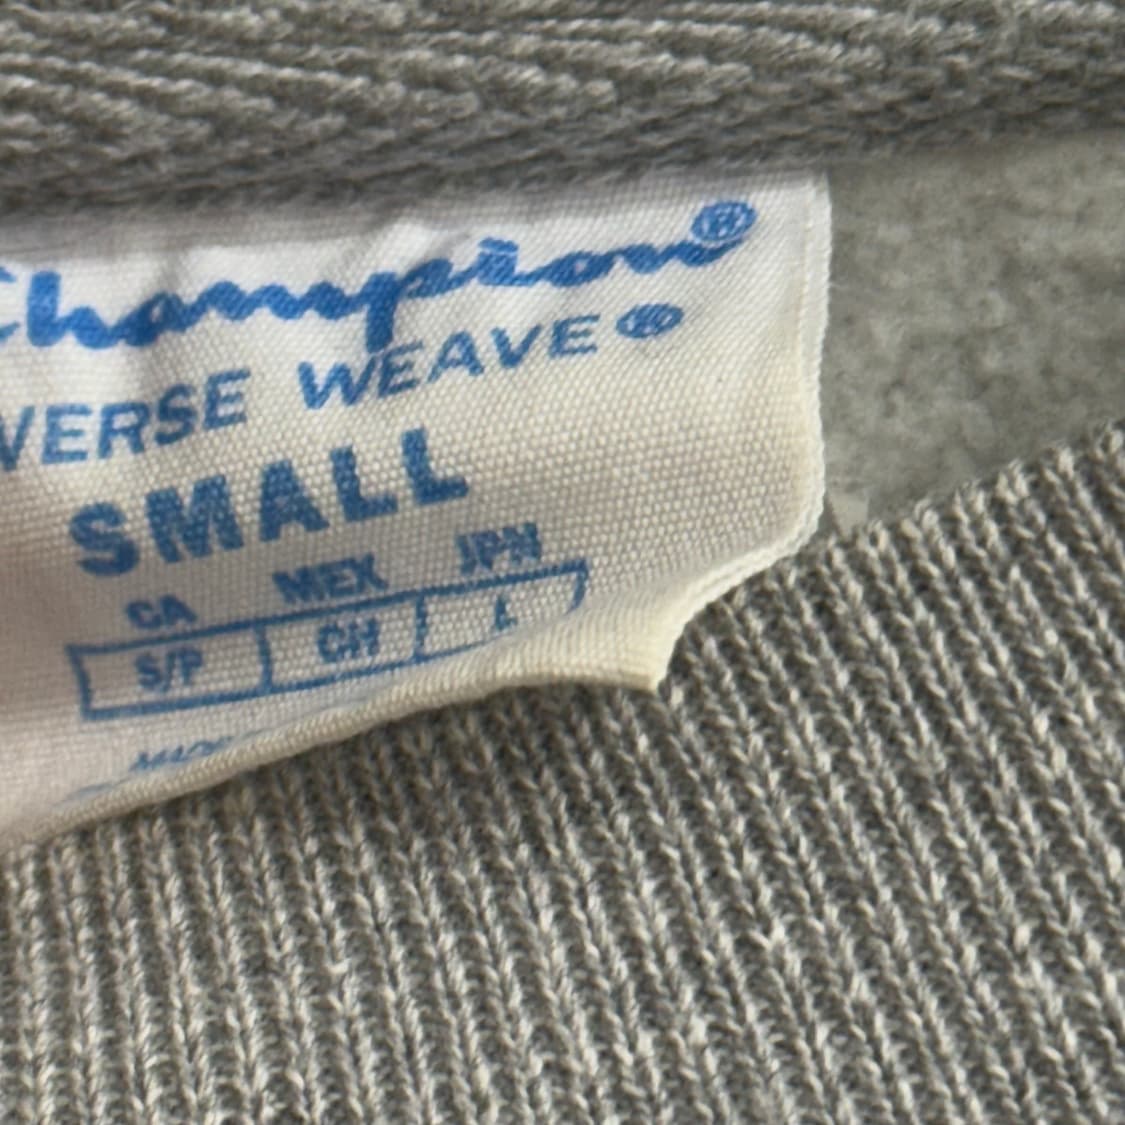 Champion®
VERSE WEAVE®
SMALL
CA MEX JPN
S/P CH L